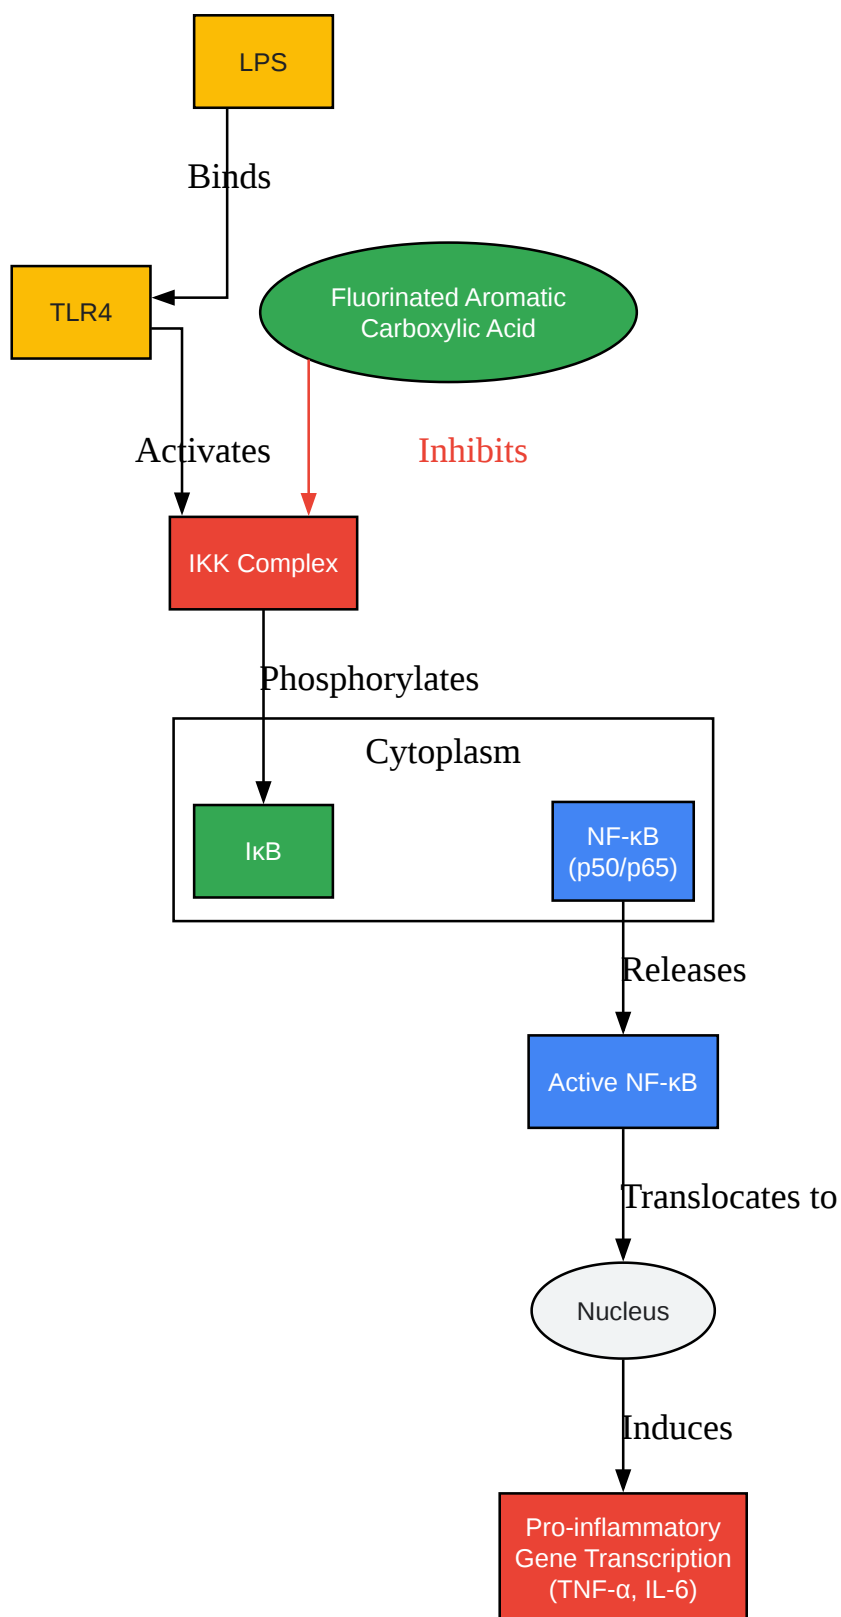 LPS
Binds
TLR4
Fluorinated Aromatic
Carboxylic Acid
Activates
Inhibits
IKK Complex
Phosphorylates
Cytoplasm
IκB
NF-κB
(p50/p65)
Releases
Active NF-κB
Translocates to
Nucleus
Induces
Pro-inflammatory
Gene Transcription
(TNF-α, IL-6)